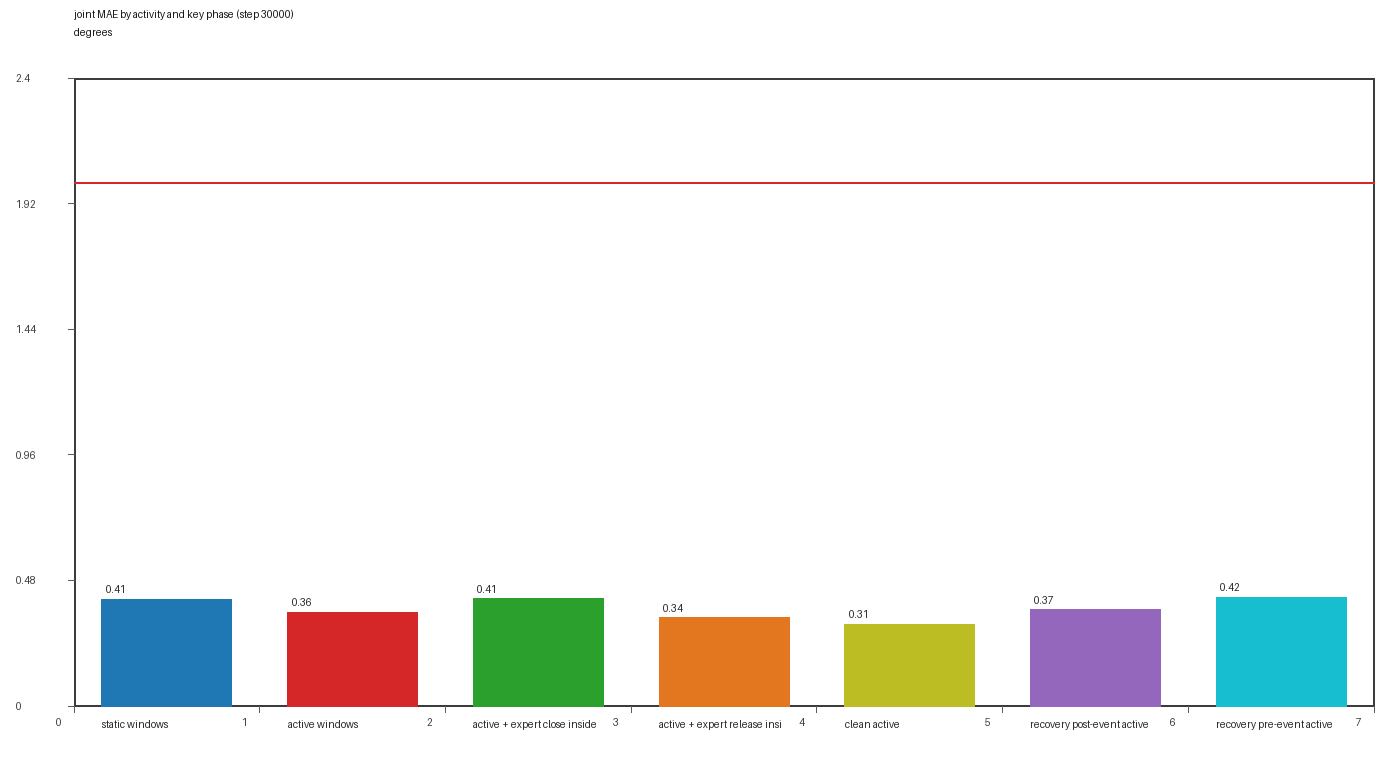 joint MAE by activity and key phase (step 30000)
degrees
2.4
1.92
1.44
0.96
0.48
0
0.41
0.36
0.41
0.34
0.31
0.37
0.42
0 1 2 3 4 5 6 7
static windows
active windows
active + expert close inside
active + expert release insi
clean active
recovery post-event active
recovery pre-event active